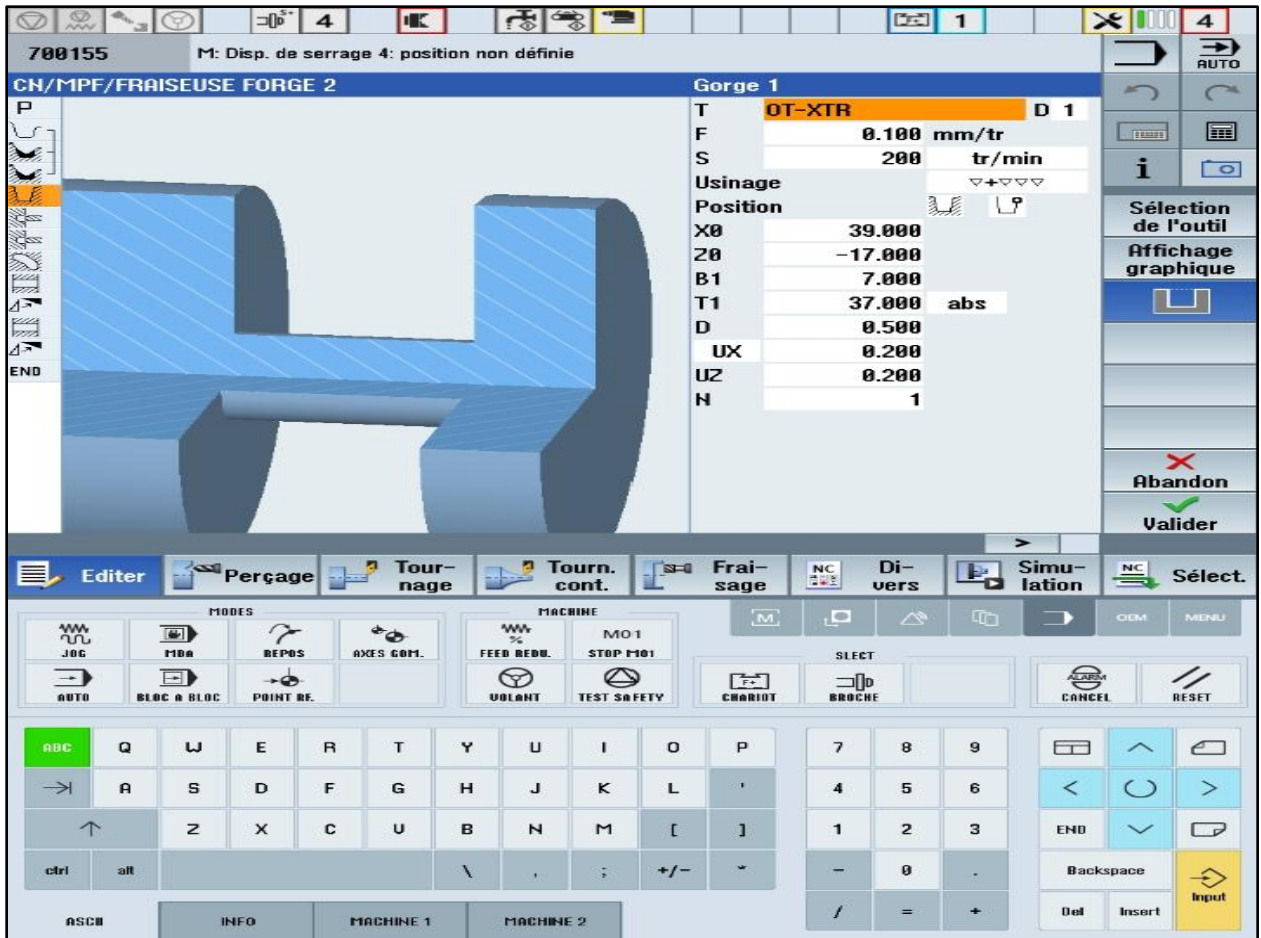 4 1 4
700155 M: Disp. de serrage 4: position non définie
AUTO
CN/MPF/FRAISEUSE FORGE 2
Gorge 1
P
END
T OT-XTR D 1
F 0.100 mm/tr
S 200 tr/min
Usinage ▽+▽▽▽
Position
X0 39.000
Z0 -17.000
B1 7.000
T1 37.000 abs
D 0.500
UX 0.200
UZ 0.200
N 1
i
Sélection
de l'outil
Affichage
graphique
Abandon
Valider
>
Editer
Perçage
Tour-
nage
Tourn.
cont.
Frai-
sage
NC Di-
vers
Simu-
lation
NC Sélect.
MODES MACHINE
M OEM MENU
JOG MDA REPOS AXES GOM. FEED REDU. % M01 STOP M01
SLECT
AUTO BLOC A BLOC POINT RE. VOLANT TEST SAFETY F+ CHARIOT BROCHE ALARM CANCEL RESET
ABC Q W E R T Y U I O P 7 8 9
A S D F G H J K L ' 4 5 6 < >
Z X C V B N M [ ] 1 2 3 END
ctrl alt \ , ; +/- * - 0 . Backspace
Input
/ = + Del Insert
ASCII INFO MACHINE 1 MACHINE 2